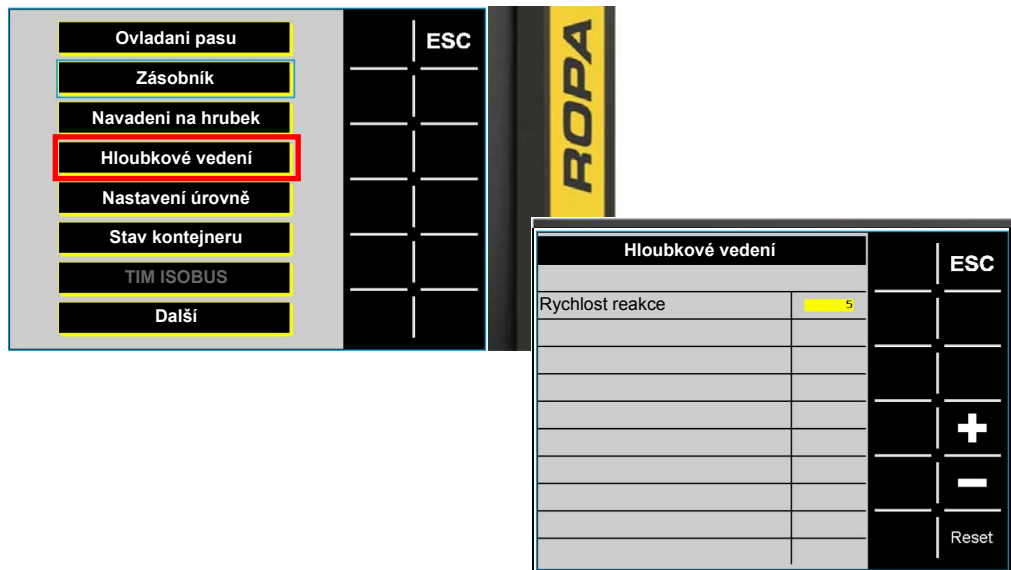 Ovladani pasu
ESC
Zásobník
Navadeni na hrubek
Hloubkové vedení
Nastavení úrovně
Stav kontejneru
TIM ISOBUS
Další
ROPA
Hloubkové vedení
ESC
Rychlost reakce 5
+
-
Reset